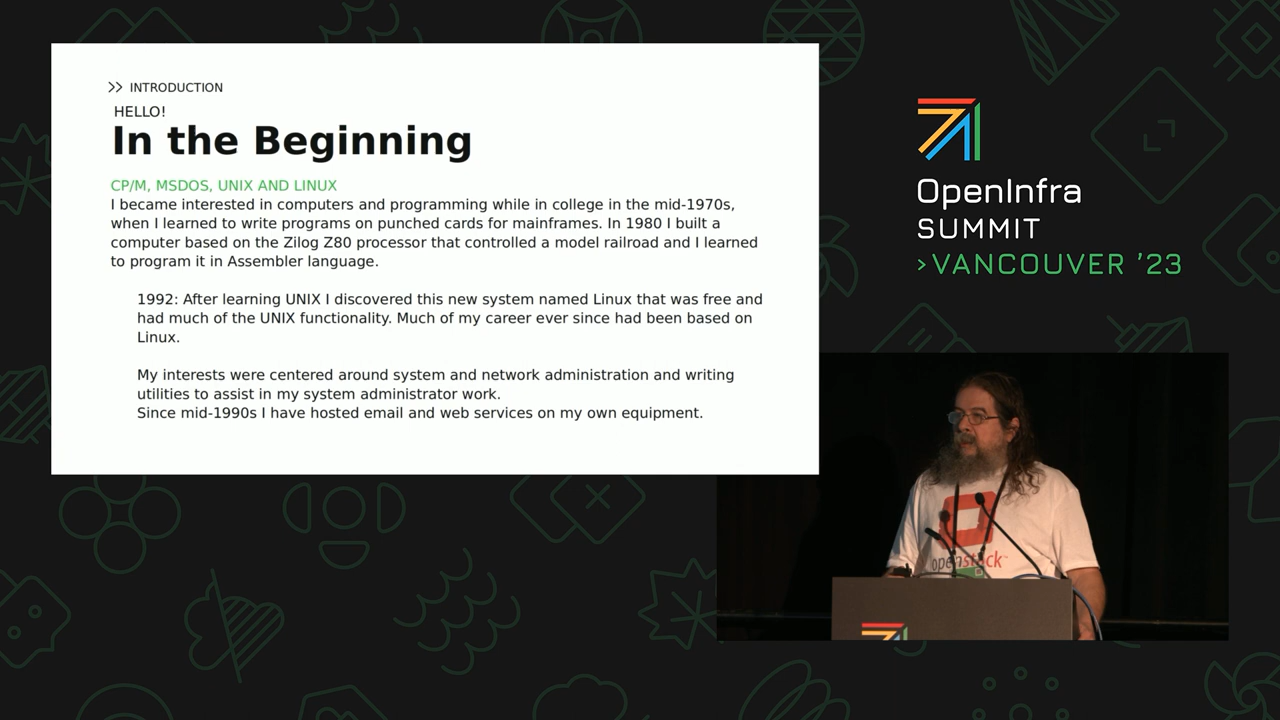 >> INTRODUCTION
HELLO!
In the Beginning
CP/M, MSDOS, UNIX AND LINUX
I became interested in computers and programming while in college in the mid-1970s,
when I learned to write programs on punched cards for mainframes. In 1980 I built a
computer based on the Zilog Z80 processor that controlled a model railroad and I learned
to program it in Assembler language.
1992: After learning UNIX I discovered this new system named Linux that was free and
had much of the UNIX functionality. Much of my career ever since had been based on
Linux.
My interests were centered around system and network administration and writing
utilities to assist in my system administrator work.
Since mid-1990s I have hosted email and web services on my own equipment.
OpenInfra
SUMMIT
>VANCOUVER '23
openstack